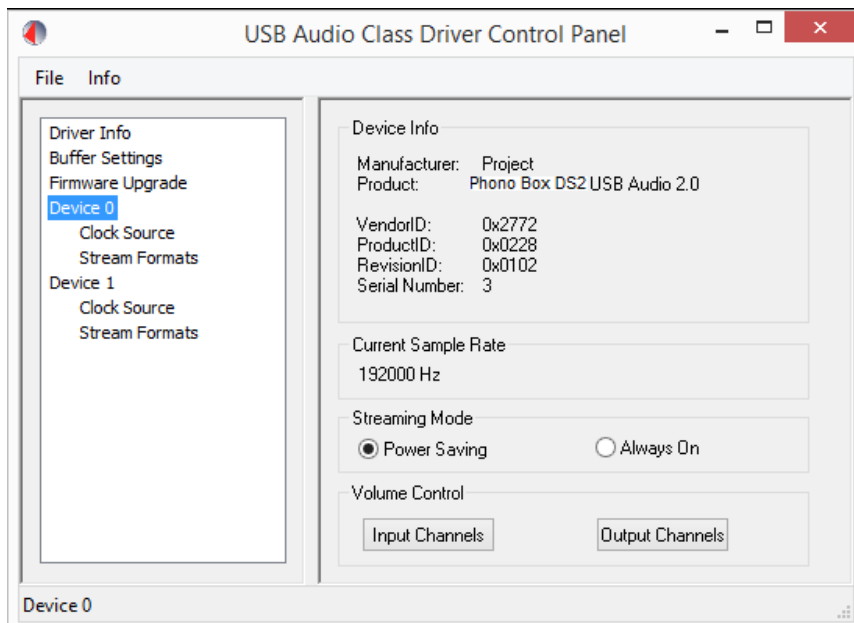 USB Audio Class Driver Control Panel
File Info
Driver Info
Buffer Settings
Firmware Upgrade
Device 0
Clock Source
Stream Formats
Device 1
Clock Source
Stream Formats
Device Info
Manufacturer: Project
Product: Phono Box DS2 USB Audio 2.0
VendorID: 0x2772
ProductID: 0x0228
RevisionID: 0x0102
Serial Number: 3
Current Sample Rate
192000 Hz
Streaming Mode
Power Saving Always On
Volume Control
Input Channels Output Channels
Device 0